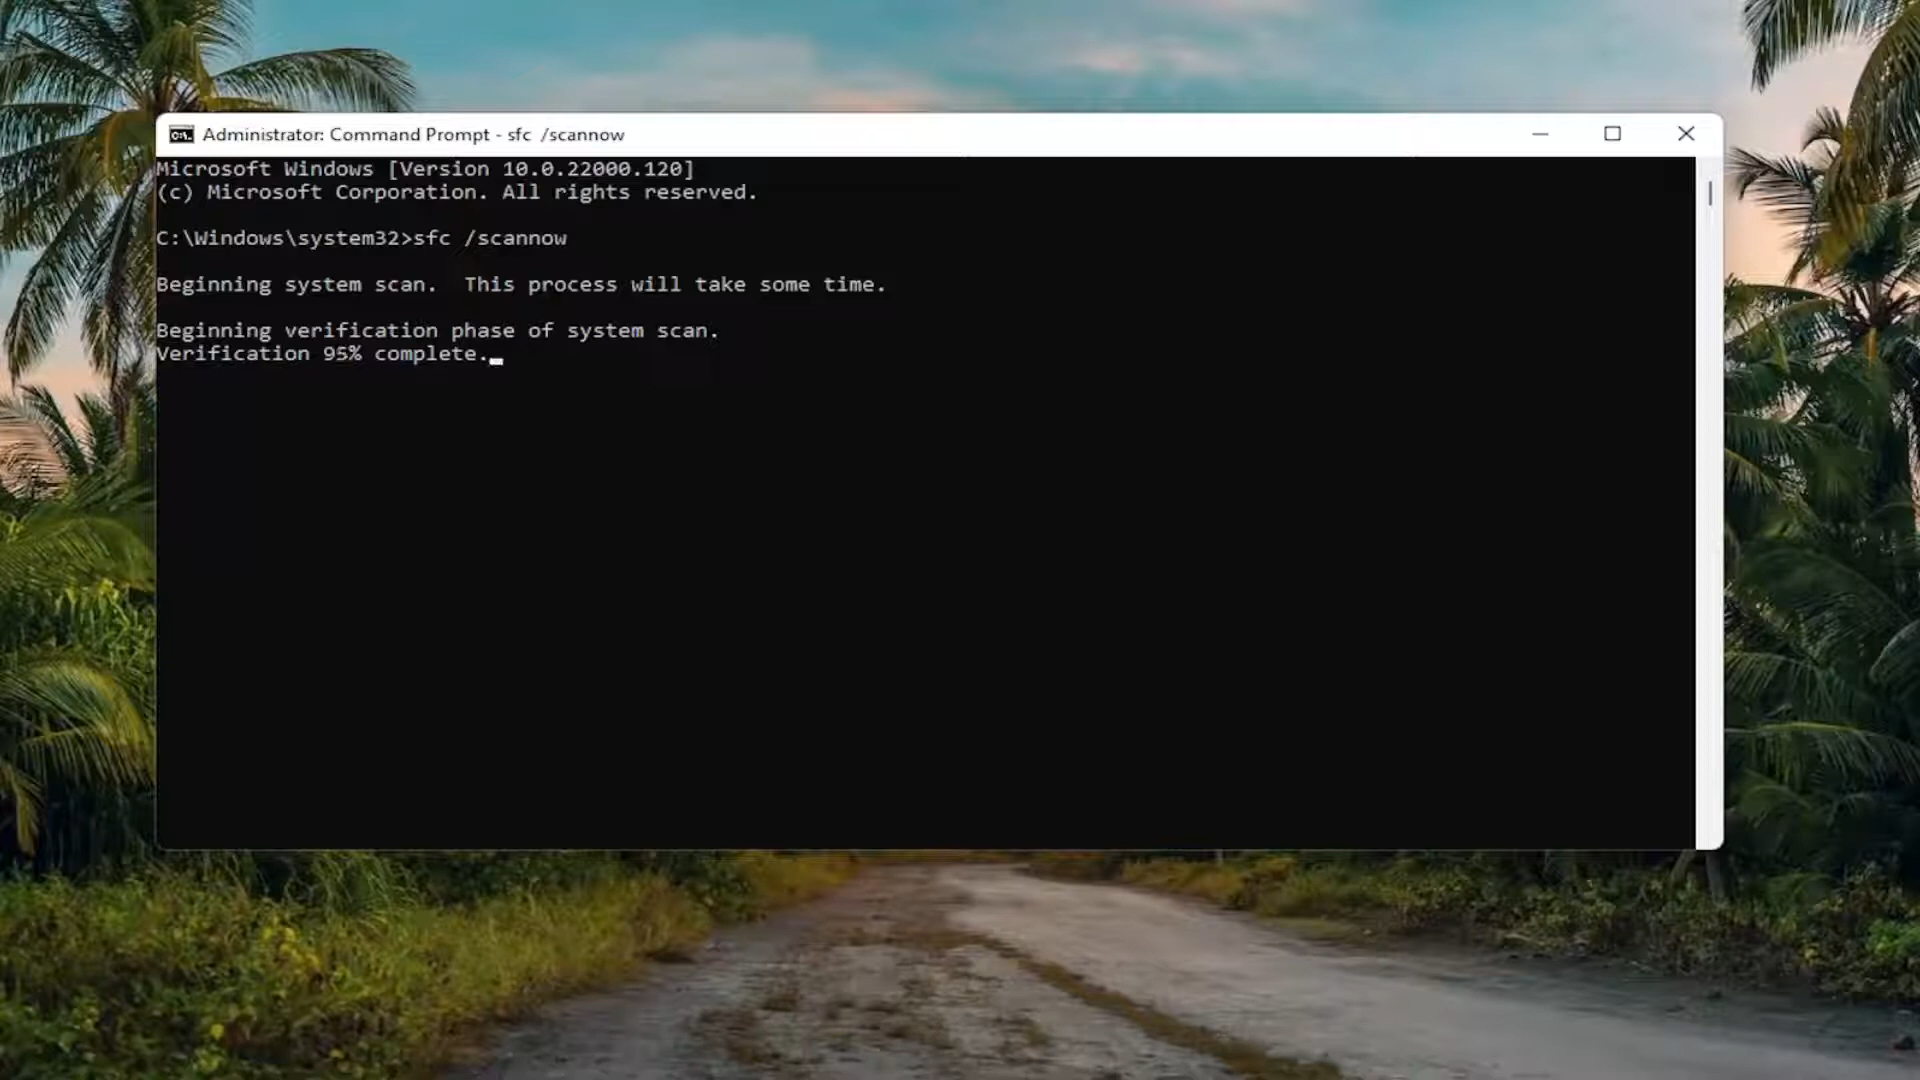 Administrator: Command Prompt - sfc  /scannow
Microsoft Windows [Version 10.0.22000.120]
(c) Microsoft Corporation. All rights reserved.
C:\Windows\system32>sfc /scannow
Beginning system scan.  This process will take some time.
Beginning verification phase of system scan.
Verification 95% complete.